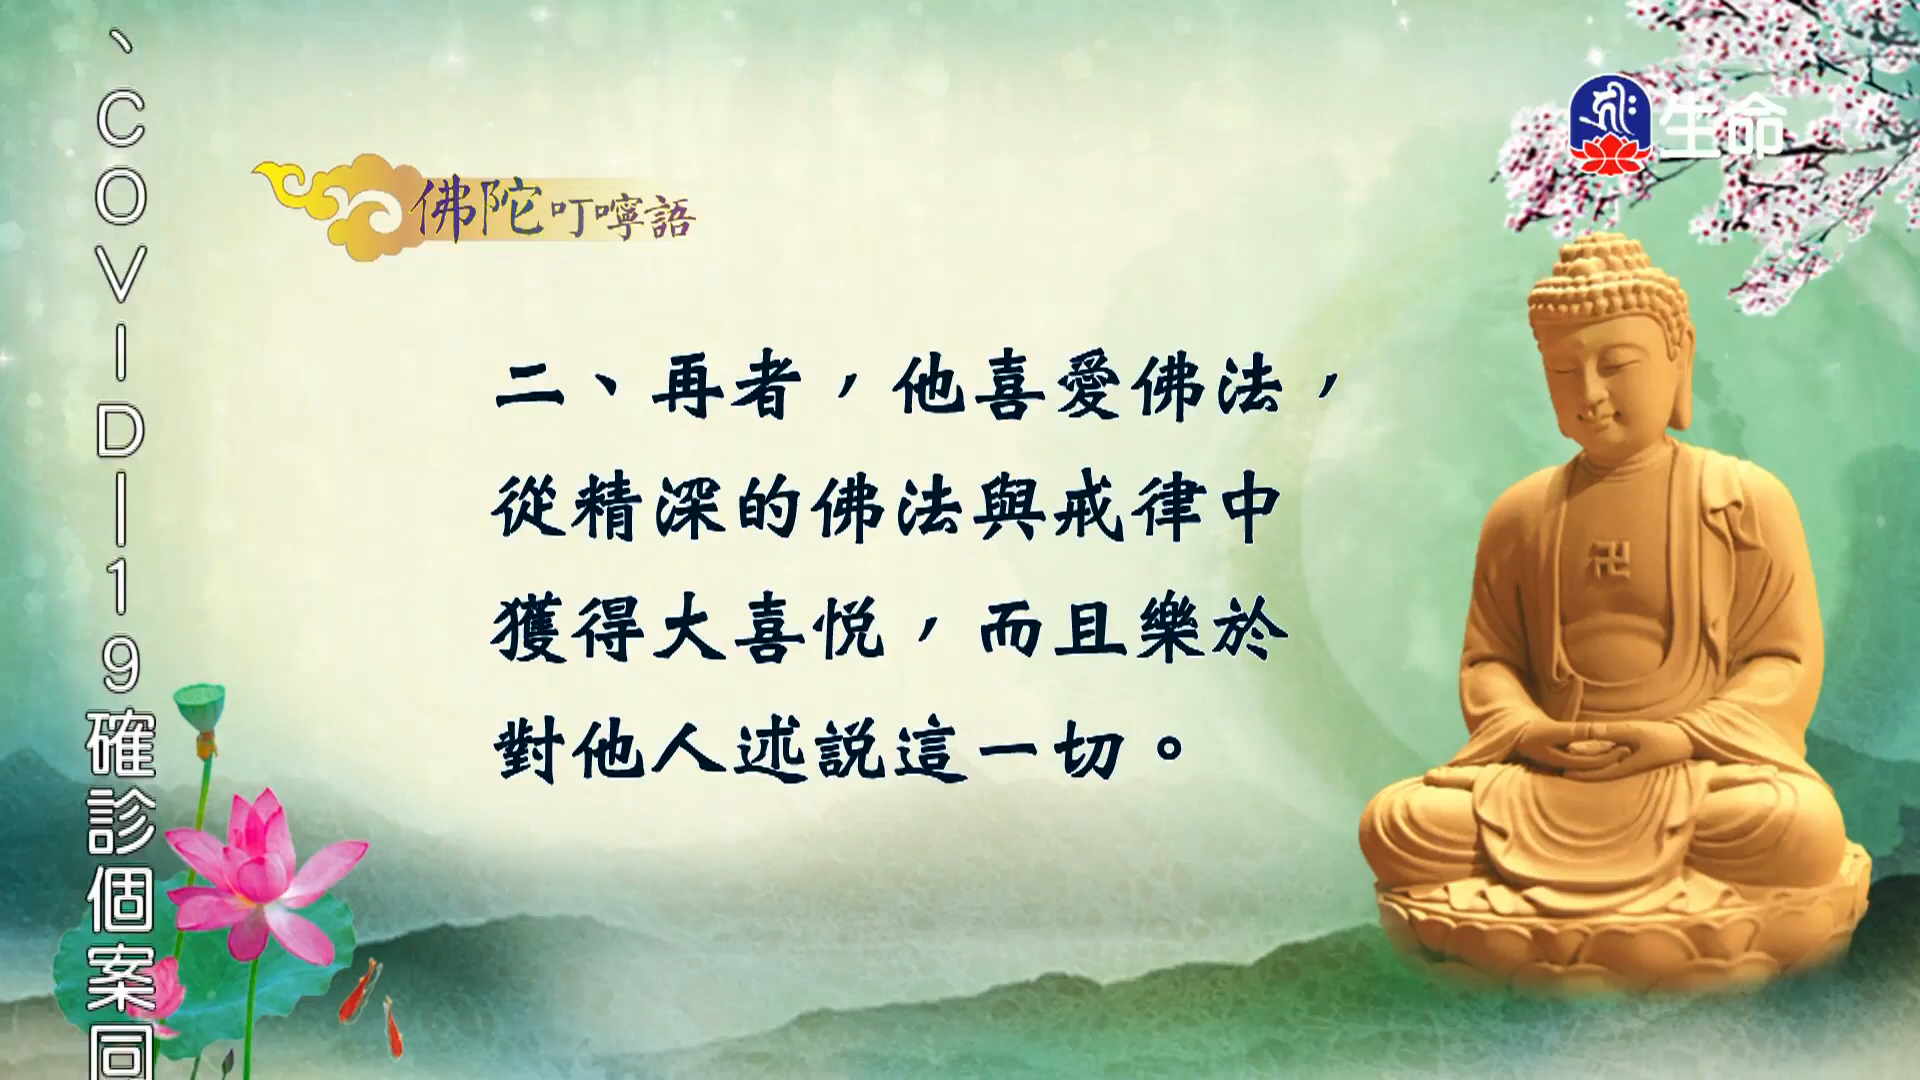 生命
佛陀叮嚀語
二、再者，他喜愛佛法，
從精深的佛法與戒律中
獲得大喜悅，而且樂於
對他人述說這一切。
、COVID-19確診個案同
卍